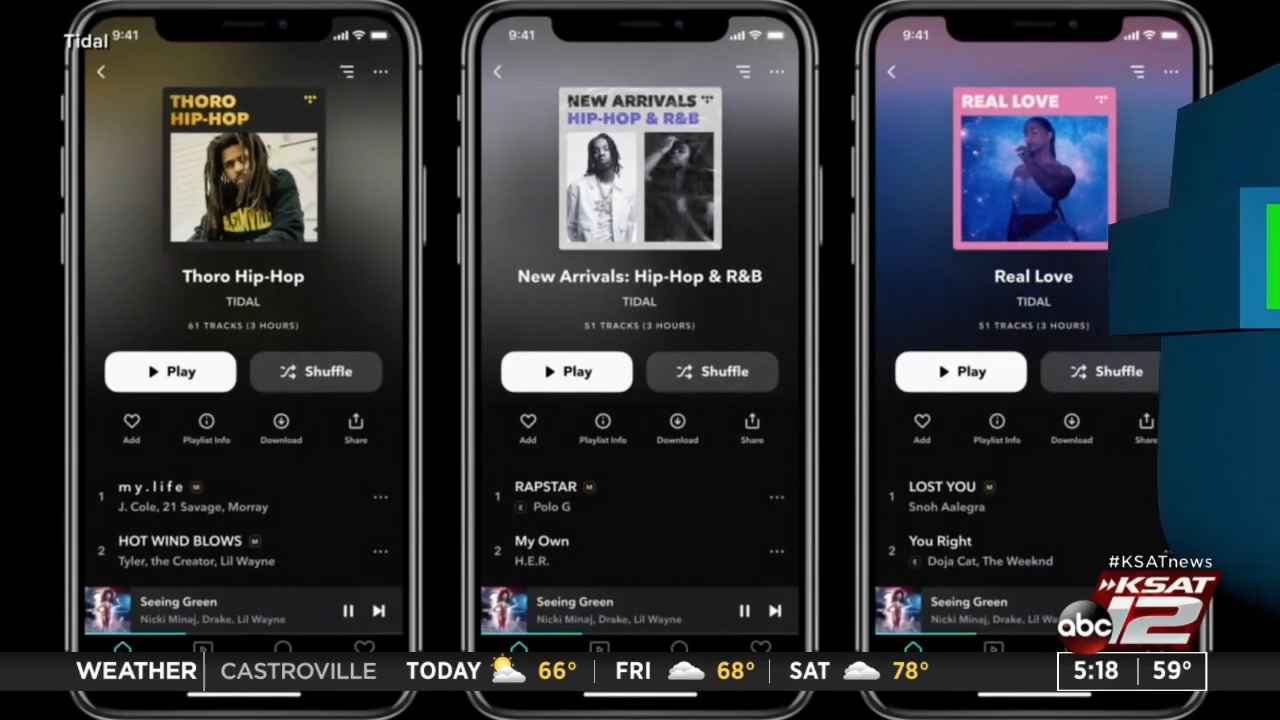 Tidal
9:41
THORO
HIP-HOP
Thoro Hip-Hop
TIDAL
61 TRACKS (3 HOURS)
Play
Shuffle
Add
Playlist Info
Download
Share
1
m y . l i f e M
J. Cole, 21 Savage, Morray
2
HOT WIND BLOWS M
Tyler, the Creator, Lil Wayne
Seeing Green
Nicki Minaj, Drake, Lil Wayne
9:41
NEW ARRIVALS
HIP-HOP & R&B
New Arrivals: Hip-Hop & R&B
TIDAL
51 TRACKS (3 HOURS)
Play
Shuffle
Add
Playlist Info
Download
Share
1
RAPSTAR M
E Polo G
2
My Own
H.E.R.
Seeing Green
Nicki Minaj, Drake, Lil Wayne
9:41
REAL LOVE
Real Love
TIDAL
51 TRACKS (3 HOURS)
Play
Shuffle
Add
Playlist Info
Download
Share
1
LOST YOU M
Snoh Aalegra
2
You Right
E Doja Cat, The Weeknd
Seeing Green
Nicki Minaj, Drake, Lil Wa
#KSATnews
KSAT
abc 12
WEATHER CASTROVILLE TODAY 66° FRI 68° SAT 78° 5:18 59°